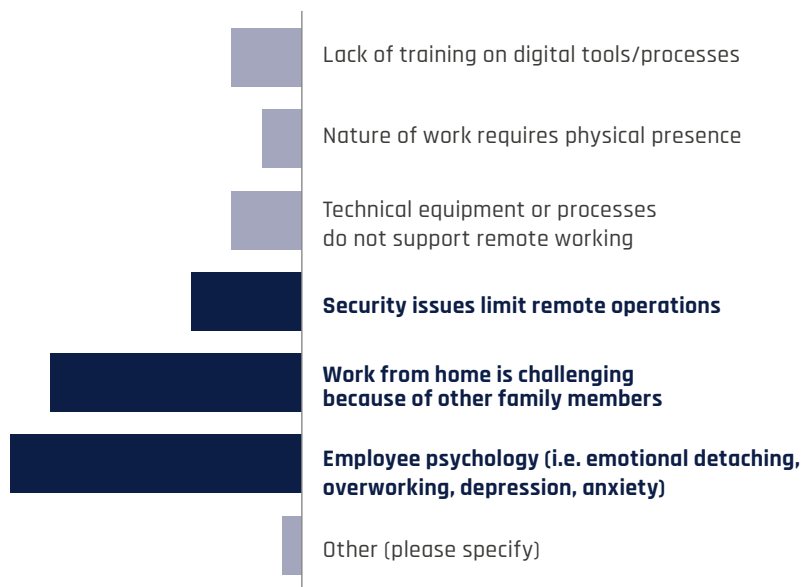 Lack of training on digital tools/processes
Nature of work requires physical presence
Technical equipment or processes
do not support remote working
Security issues limit remote operations
Work from home is challenging
because of other family members
Employee psychology (i.e. emotional detaching,
overworking, depression, anxiety)
Other (please specify)